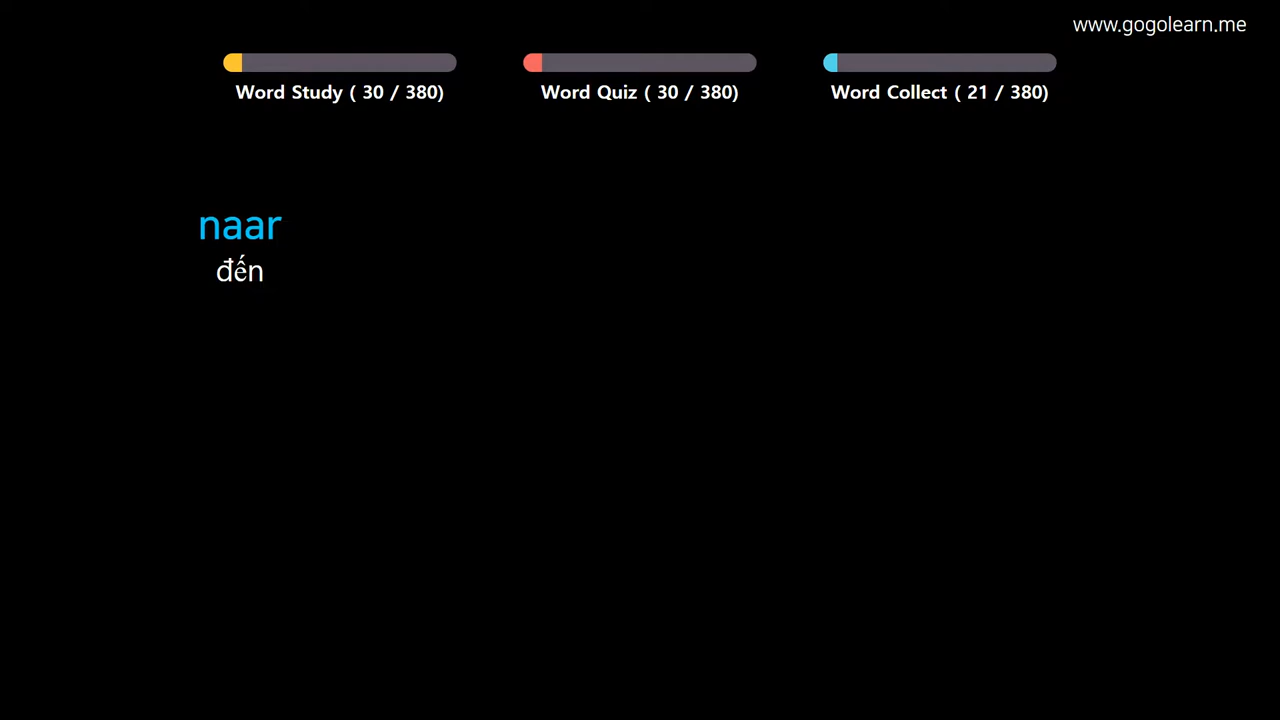 www.gogolearn.me
Word Study ( 30 / 380)
Word Quiz ( 30 / 380)
Word Collect ( 21 / 380)
naar
đến